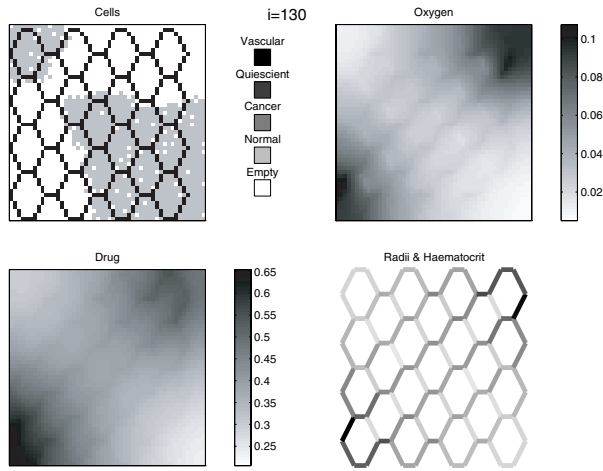 Cells
i=130
Oxygen
Vascular
Quiescient
Cancer
Normal
Empty
0.1
0.08
0.06
0.04
0.02
Drug
Radii & Haematocrit
0.65
0.6
0.55
0.5
0.45
0.4
0.35
0.3
0.25